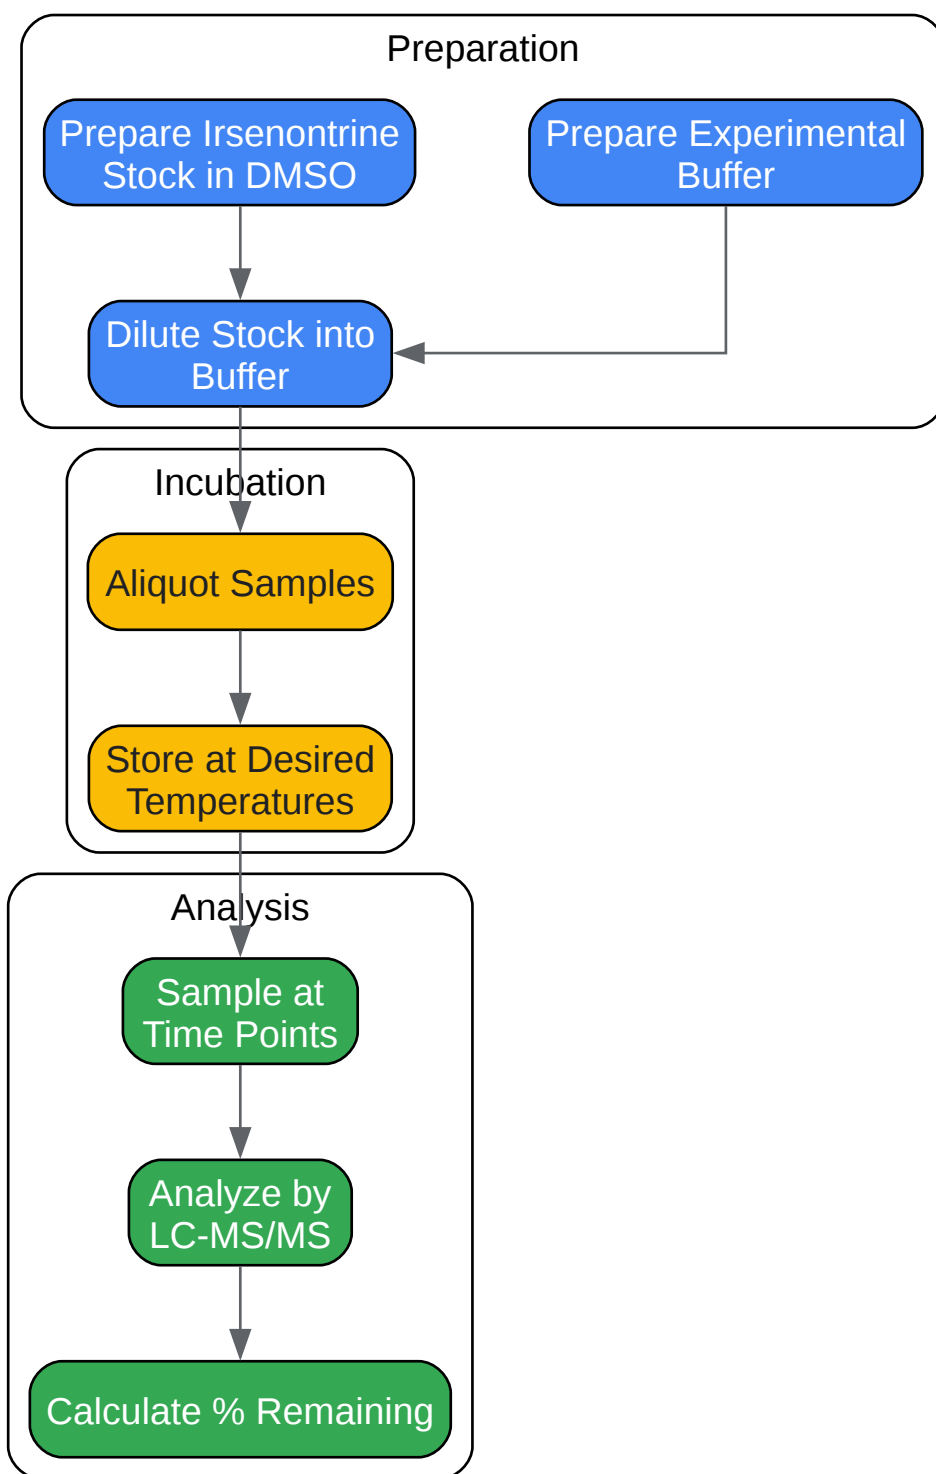 Preparation
Prepare Irsenontrine
Stock in DMSO
Prepare Experimental
Buffer
Dilute Stock into
Buffer
Incubation
Aliquot Samples
Store at Desired
Temperatures
Analysis
Sample at
Time Points
Analyze by
LC-MS/MS
Calculate % Remaining